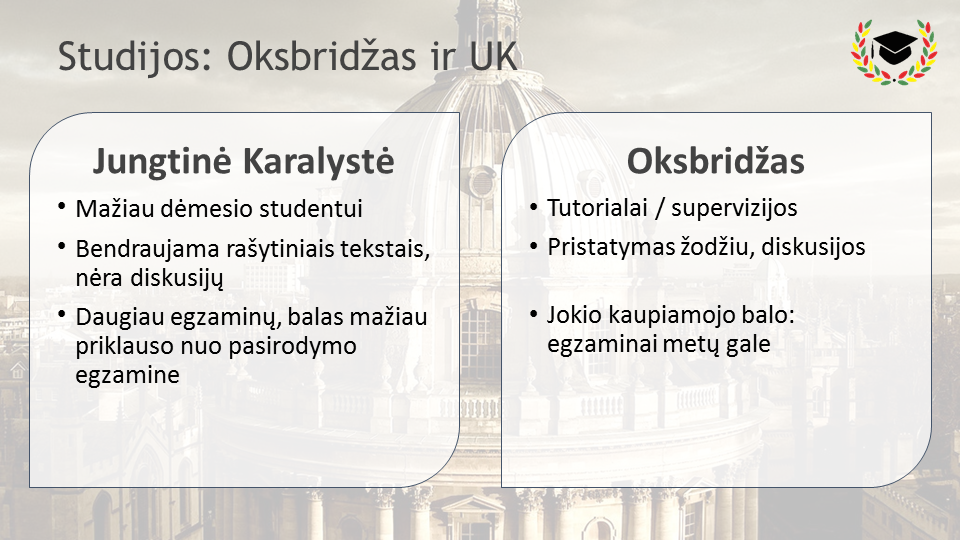 Studijos: Oksbridžas ir UK
Jungtinė Karalystė
• Mažiau dėmesio studentui
• Bendraujama rašytiniais tekstais,
nėra diskusijų
• Daugiau egzaminų, balas mažiau
priklauso nuo pasirodymo
egzamine
Oksbridžas
• Tutorialai / supervizijos
• Pristatymas žodžiu, diskusijos
• Jokio kaupiamojo balo:
egzaminai metų gale